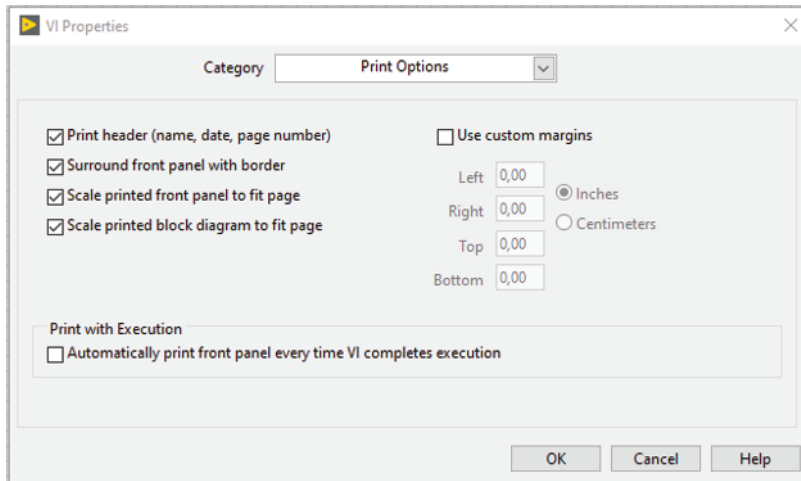 VI Properties
Category Print Options
Print header (name, date, page number)
Surround front panel with border
Scale printed front panel to fit page
Scale printed block diagram to fit page
Use custom margins
Left 0,00
Right 0,00
Top 0,00
Bottom 0,00
Inches
Centimeters
Print with Execution
Automatically print front panel every time VI completes execution
OK Cancel Help